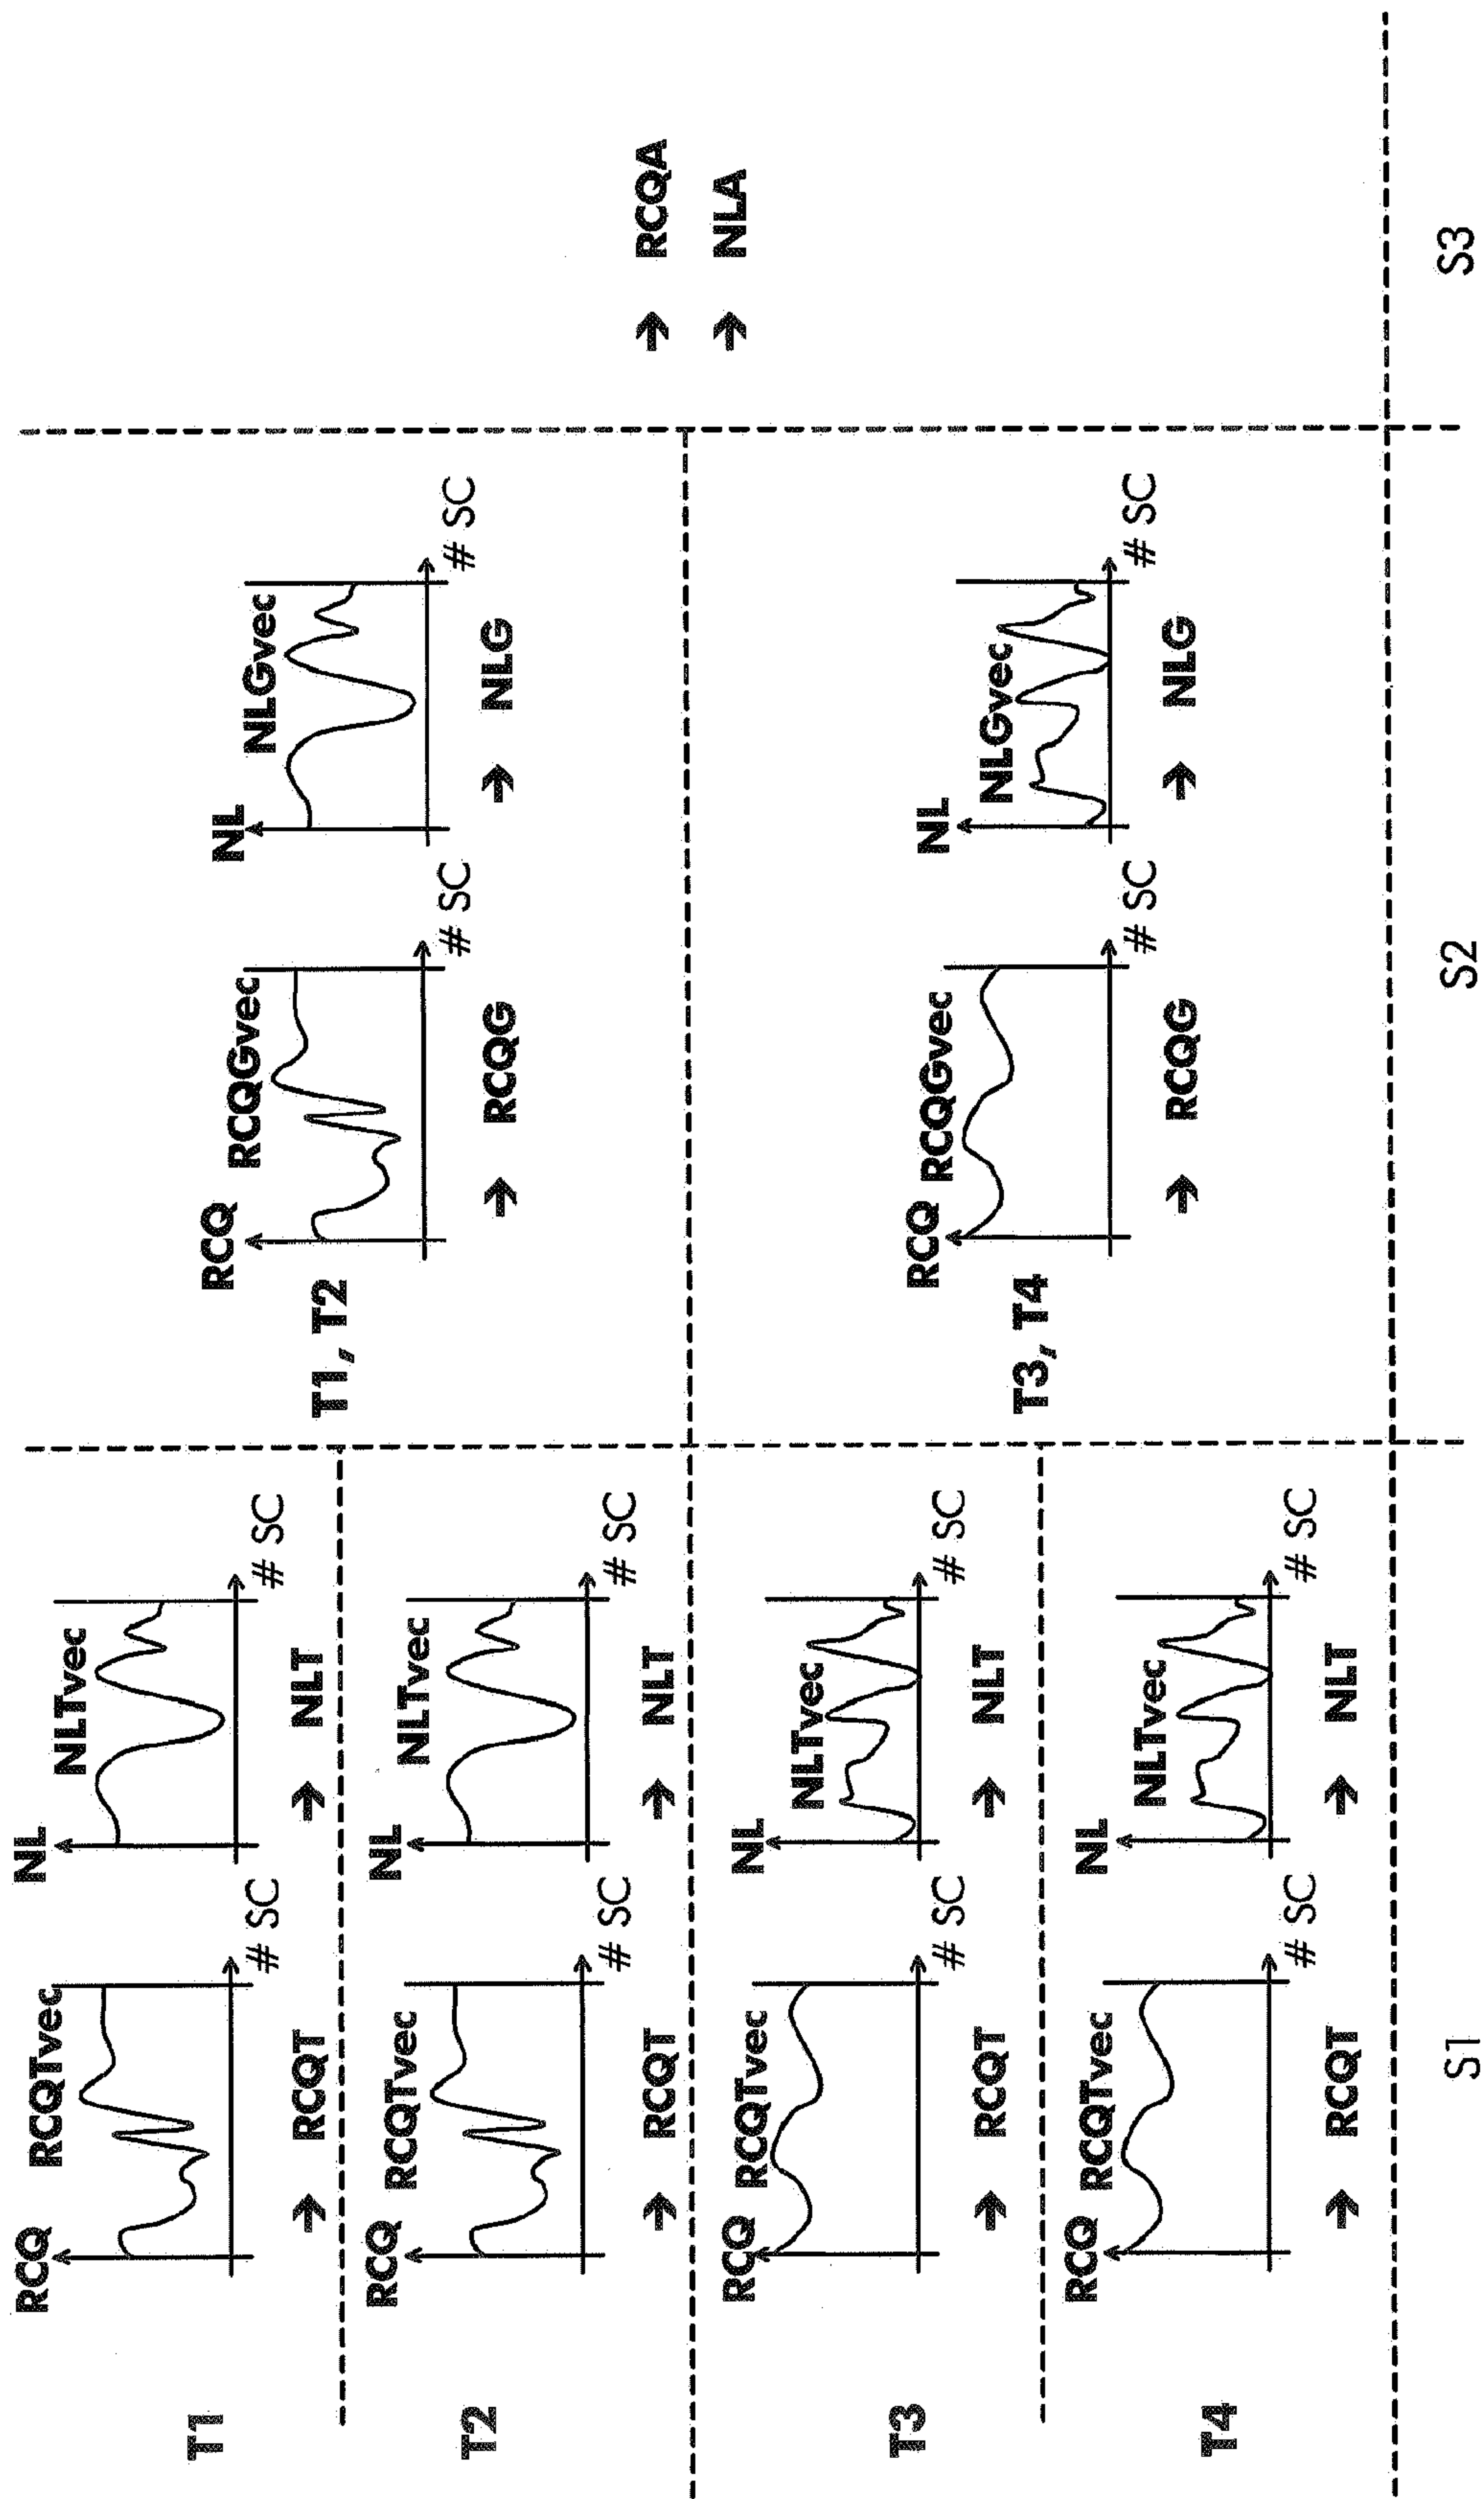 T1
RCQ
RCQTvec
# SC
→ RCQT
NL
NLTvec
# SC
→ NLT
T2
RCQ
RCQTvec
# SC
→ RCQT
NL
NLTvec
# SC
→ NLT
T3
RCQ
RCQTvec
# SC
→ RCQT
NL
NLTvec
# SC
→ NLT
T4
RCQ
RCQTvec
# SC
→ RCQT
NL
NLTvec
# SC
→ NLT
S1
T1, T2
RCQ
RCQGvec
# SC
→ RCQG
NL
NLGvec
# SC
→ NLG
T3, T4
RCQ
RCQGvec
# SC
→ RCQG
NL
NLGvec
# SC
→ NLG
S2
→ RCQA
→ NLA
S3